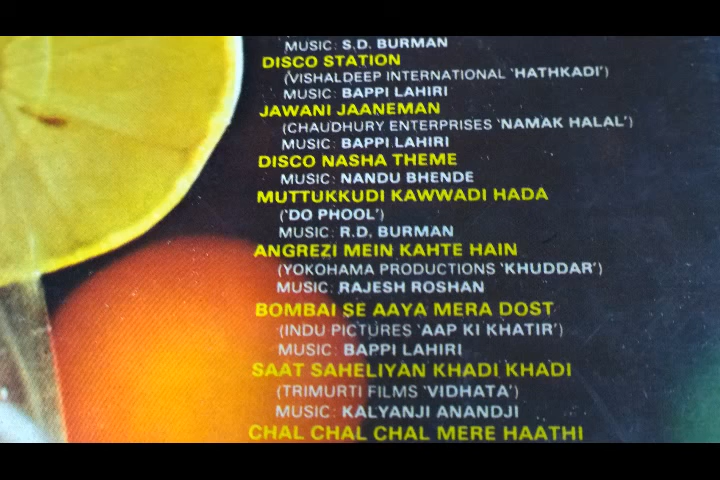 MUSIC: S.D. BURMAN
DISCO STATION
(VISHALDEEP INTERNATIONAL 'HATHKADI')
MUSIC: BAPPI LAHIRI
JAWANI JAANEMAN
(CHAUDHURY ENTERPRISES 'NAMAK HALAL')
MUSIC: BAPPI LAHIRI
DISCO NASHA THEME
MUSIC: NANDU BHENDE
MUTTUKKUDI KAWWADI HADA
('DO PHOOL')
MUSIC: R.D. BURMAN
ANGREZI MEIN KAHTE HAIN
(YOKOHAMA PRODUCTIONS 'KHUDDAR')
MUSIC: RAJESH ROSHAN
BOMBAI SE AAYA MERA DOST
(INDU PICTURES 'AAP KI KHATIR')
MUSIC: BAPPI LAHIRI
SAAT SAHELIYAN KHADI KHADI
(TRIMURTI FILMS 'VIDHATA')
MUSIC: KALYANJI ANANDJI
CHAL CHAL CHAL MERE HAATHI